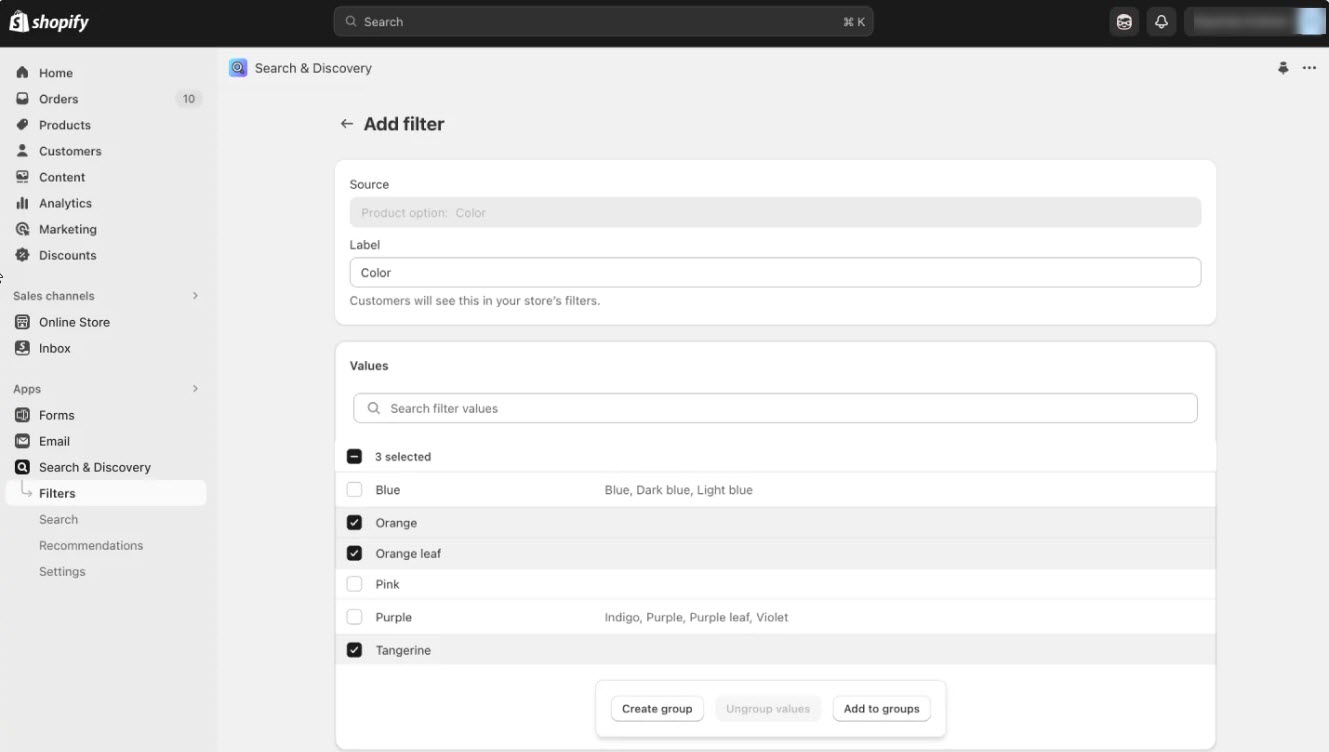 shopify
Search
⌘ K
Home
Orders 10
Products
Customers
Content
Analytics
Marketing
Discounts
Sales channels
Online Store
Inbox
Apps
Forms
Email
Search & Discovery
Filters
Search
Recommendations
Settings
Search & Discovery
Add filter
Source
Product option: Color
Label
Color
Customers will see this in your store's filters.
Values
Search filter values
3 selected
Blue Blue, Dark blue, Light blue
Orange
Orange leaf
Pink
Purple Indigo, Purple, Purple leaf, Violet
Tangerine
Create group Ungroup values Add to groups